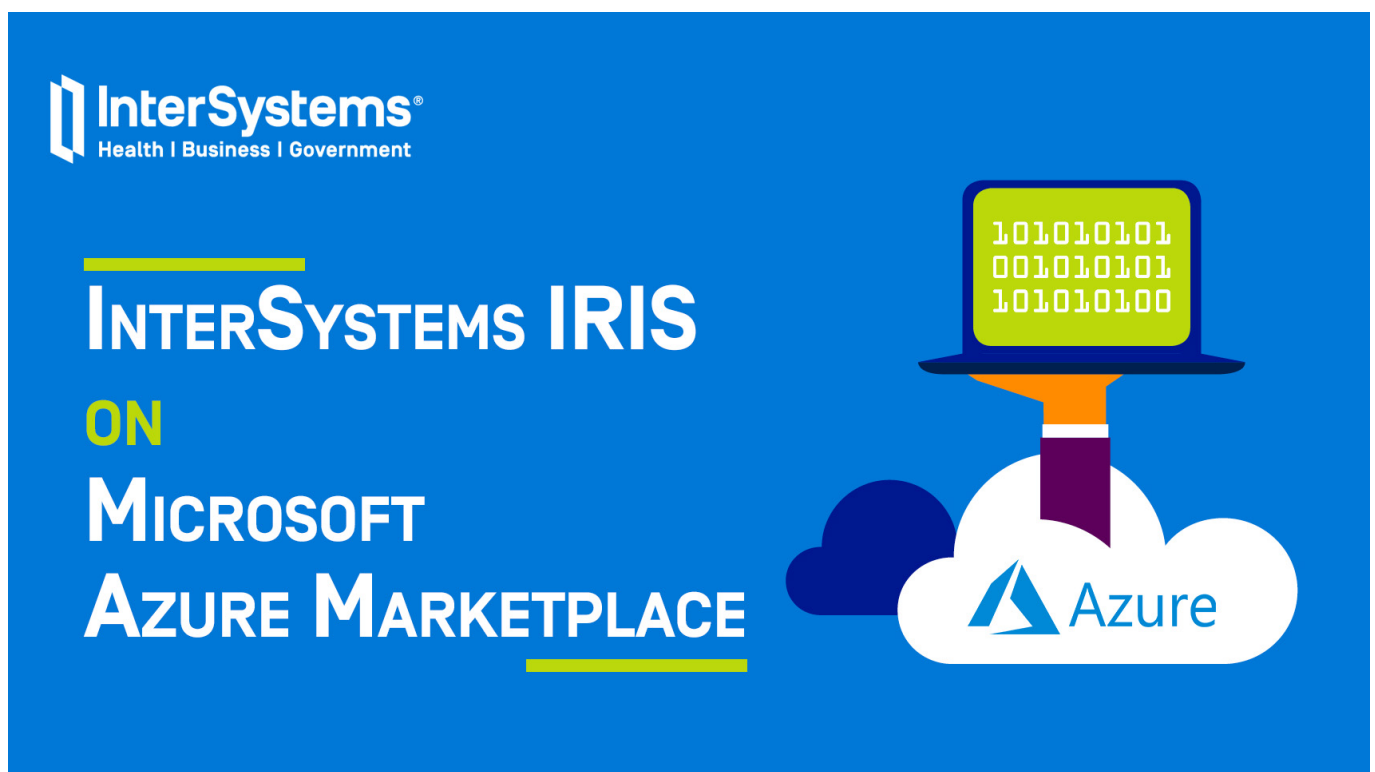 InterSystems®
Health | Business | Government
InterSystems IRIS
on
Microsoft
Azure Marketplace
101010101
001010101
101010100
Azure